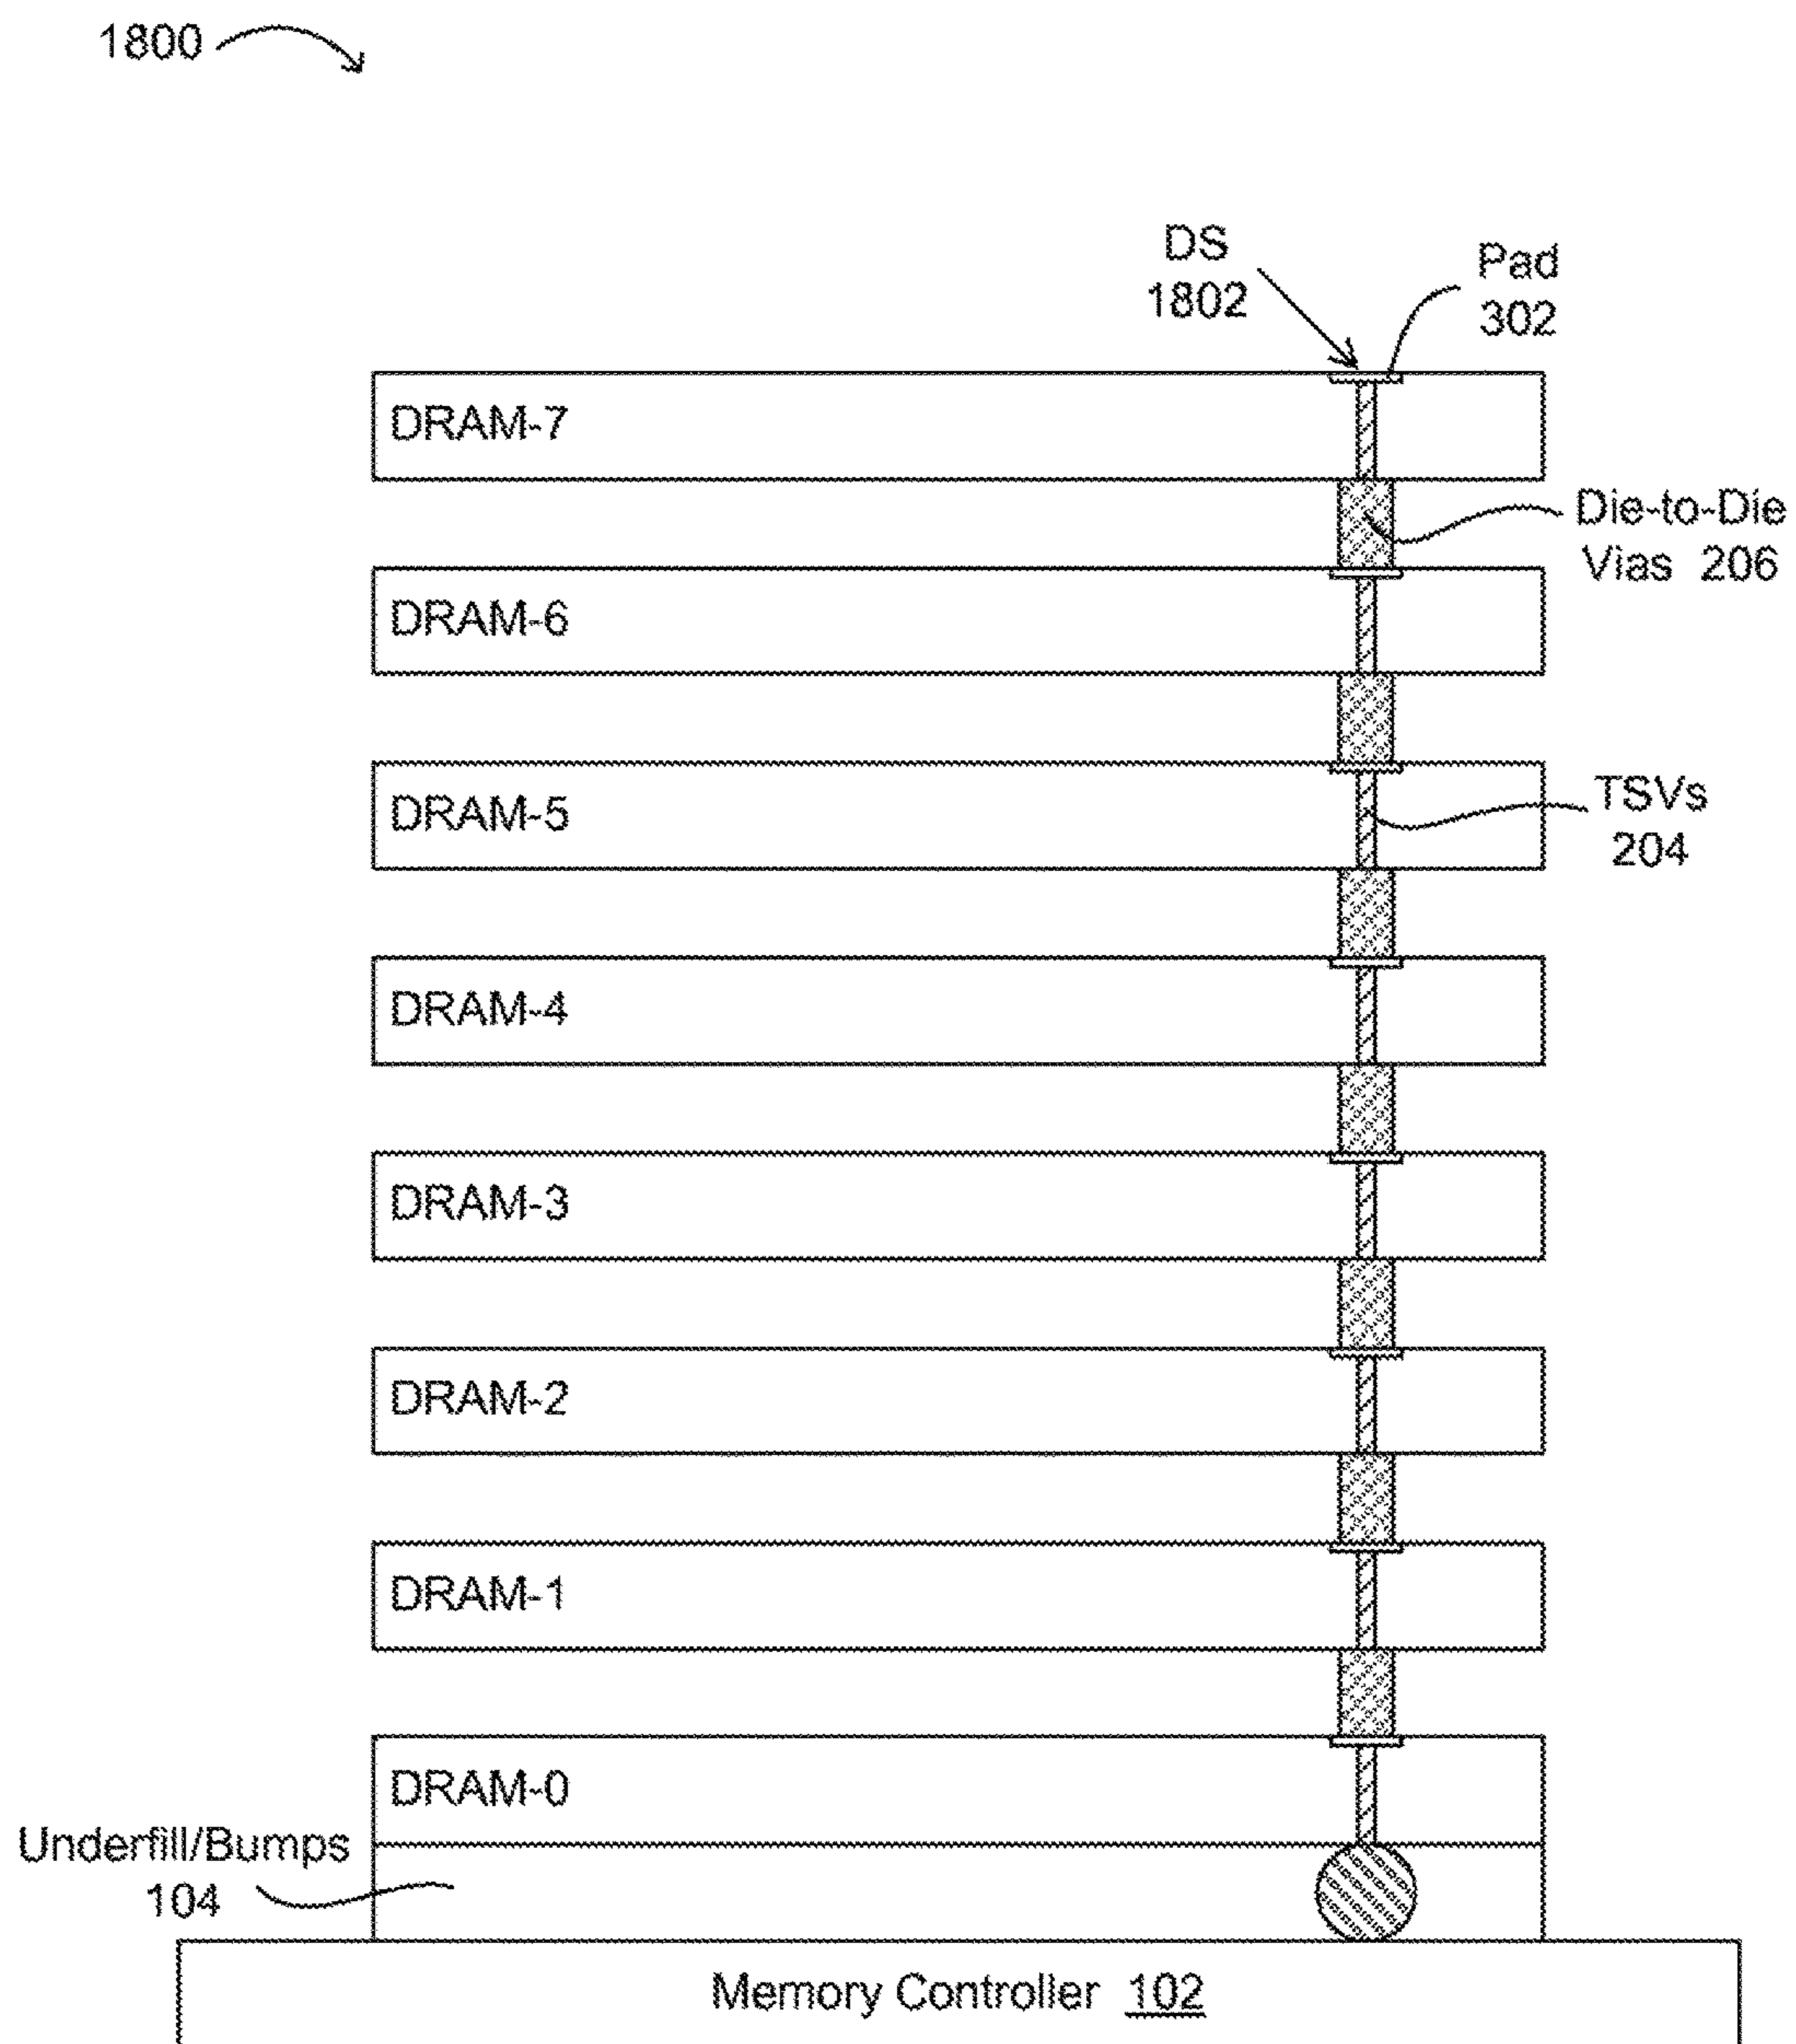 1800
DS
1802
Pad
302
DRAM-7
Die-to-Die
Vias 206
DRAM-6
DRAM-5
TSVs
204
DRAM-4
DRAM-3
DRAM-2
DRAM-1
DRAM-0
Underfill/Bumps
104
Memory Controller 102